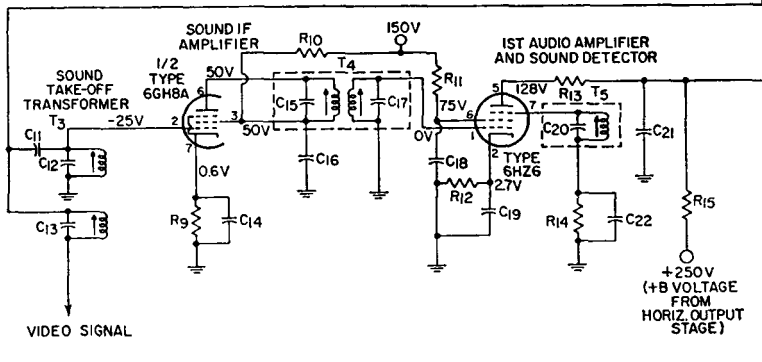 SOUND IF
AMPLIFIER
1/2
TYPE
6GH8A
SOUND
TAKE-OFF
TRANSFORMER
T3
C11
C12
C13
-25V
50V
6
2
3
7
50V
0.6V
R9
C14
R10
150V
T4
C15
C17
C16
R11
75V
0V
C18
R12
1ST AUDIO AMPLIFIER
AND SOUND DETECTOR
128V
5
6
1
7
2
TYPE
6HZ6
2.7V
C19
R13
T5
C20
C21
R14
C22
R15
+250V
(+B VOLTAGE
FROM
HORIZ. OUTPUT
STAGE)
VIDEO SIGNAL